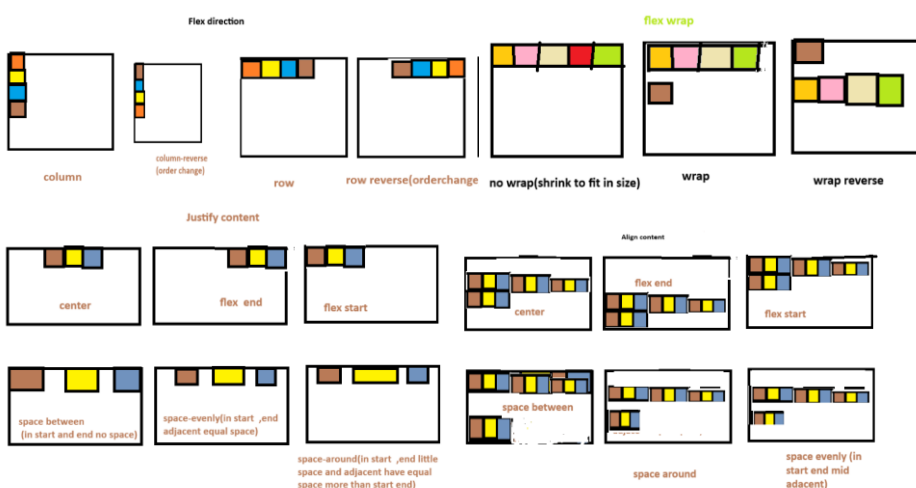 Flex direction
flex wrap
column
column-reverse
(order change)
row
row reverse(orderchange
no wrap(shrink to fit in size)
wrap
wrap reverse
Justify content
Align content
center
flex end
flex start
center
flex end
flex start
space between
(in start and end no space)
space-evenly(in start ,end
adjacent equal space)
space-around(in start ,end little
space and adjacent have equal
space more than start end)
space between
space around
space evenly (in
start end mid
adacent)